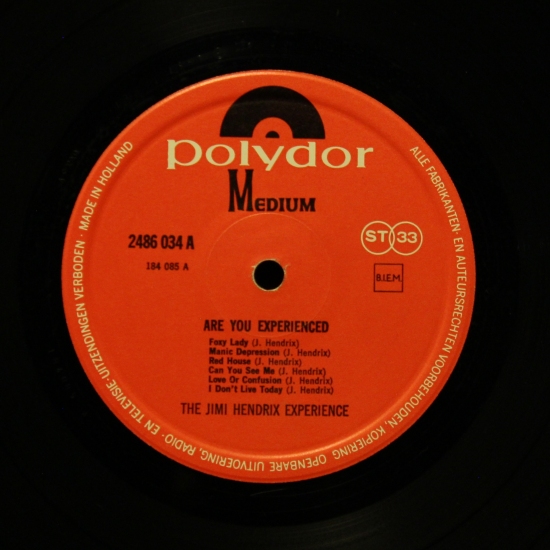 polydor
MEDIUM
2486 034 A
184 085 A
ST 33
B.I.E.M.
ARE YOU EXPERIENCED
Foxy Lady (J. Hendrix)
Manic Depression (J. Hendrix)
Red House (J. Hendrix)
Can You See Me (J. Hendrix)
Love Or Confusion (J. Hendrix)
I Don't Live Today (J. Hendrix)
THE JIMI HENDRIX EXPERIENCE
ALLE FABRIKANTEN- EN AUTEURSRECHTEN VOORBEHOUDEN, KOPIERING, OPENBARE UITVOERING, RADIO- EN TELEVISIE-UITZENDINGEN VERBODEN · MADE IN HOLLAND